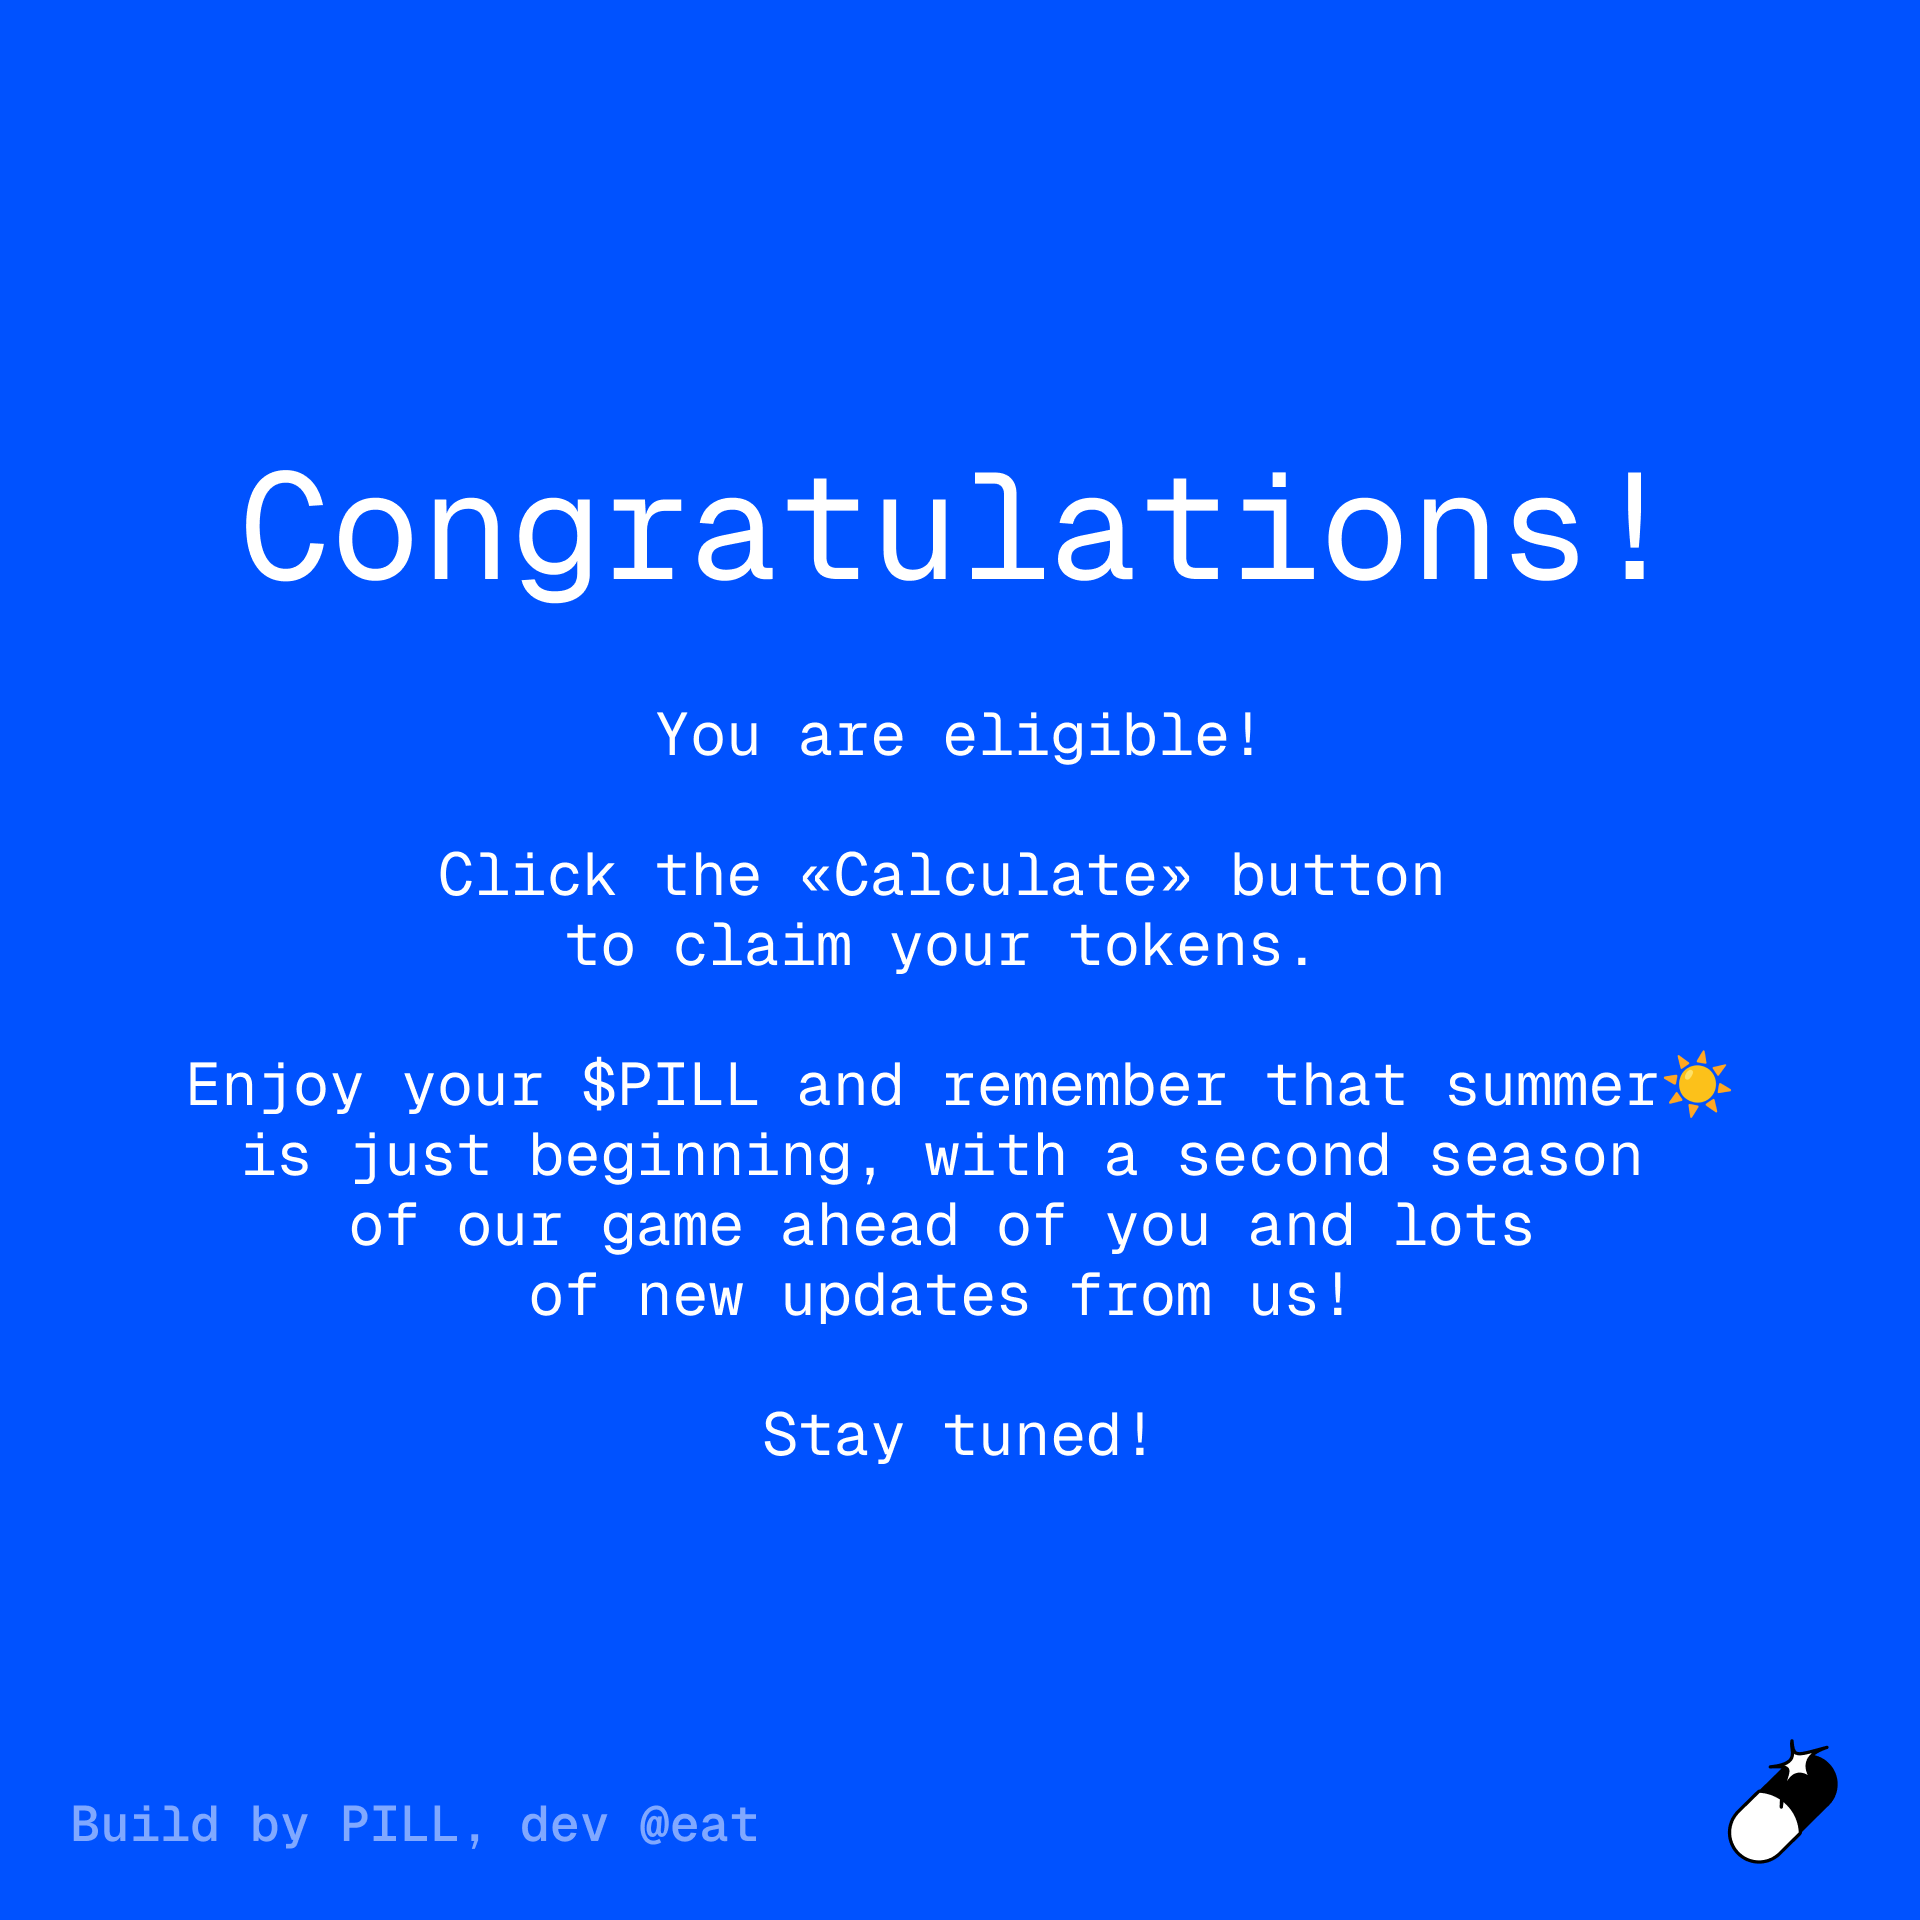 Congratulations!
You are eligible!
Click the «Calculate» button
to claim your tokens.
Enjoy your $PILL and remember that summer☀️
is just beginning, with a second season
of our game ahead of you and lots
of new updates from us!
Stay tuned!
Build by PILL, dev @eat